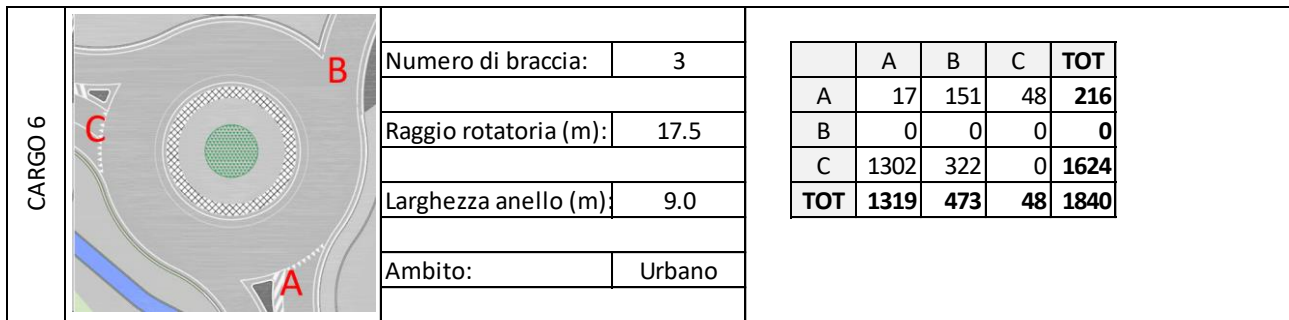 CARGO 6
B
C
A
Numero di braccia: 3
Raggio rotatoria (m): 17.5
Larghezza anello (m): 9.0
Ambito: Urbano
A B C TOT
A 17 151 48 216
B 0 0 0 0
C 1302 322 0 1624
TOT 1319 473 48 1840